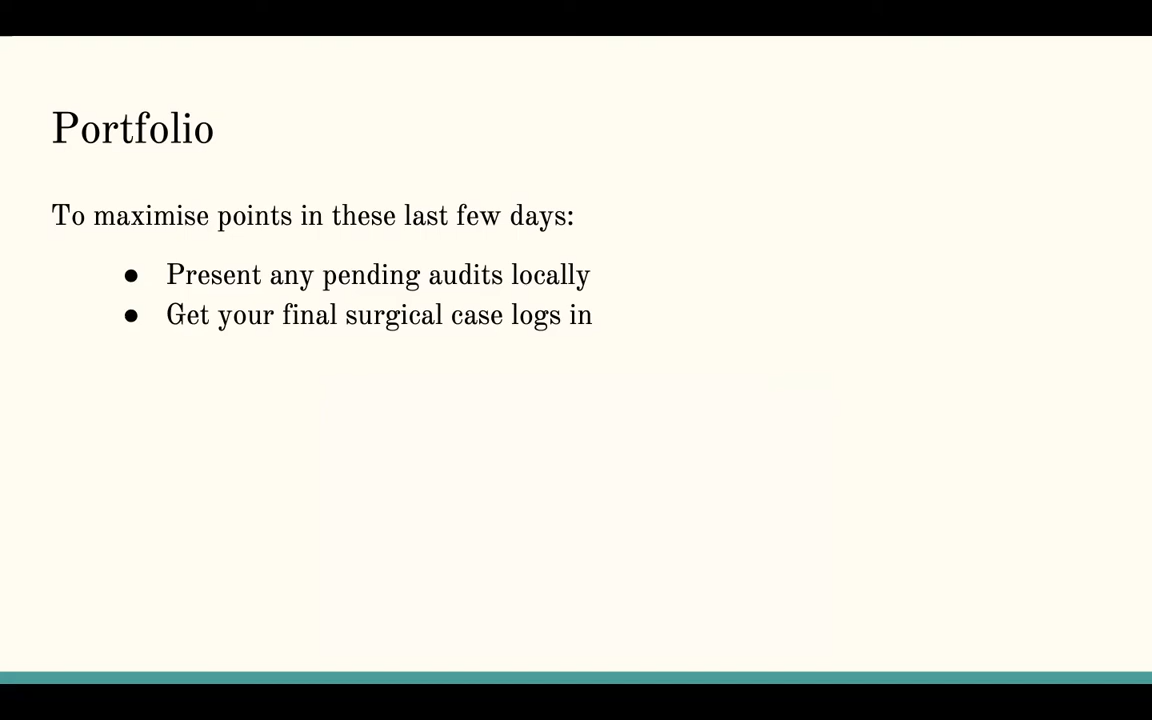 Portfolio
To maximise points in these last few days:
● Present any pending audits locally
● Get your final surgical case logs in